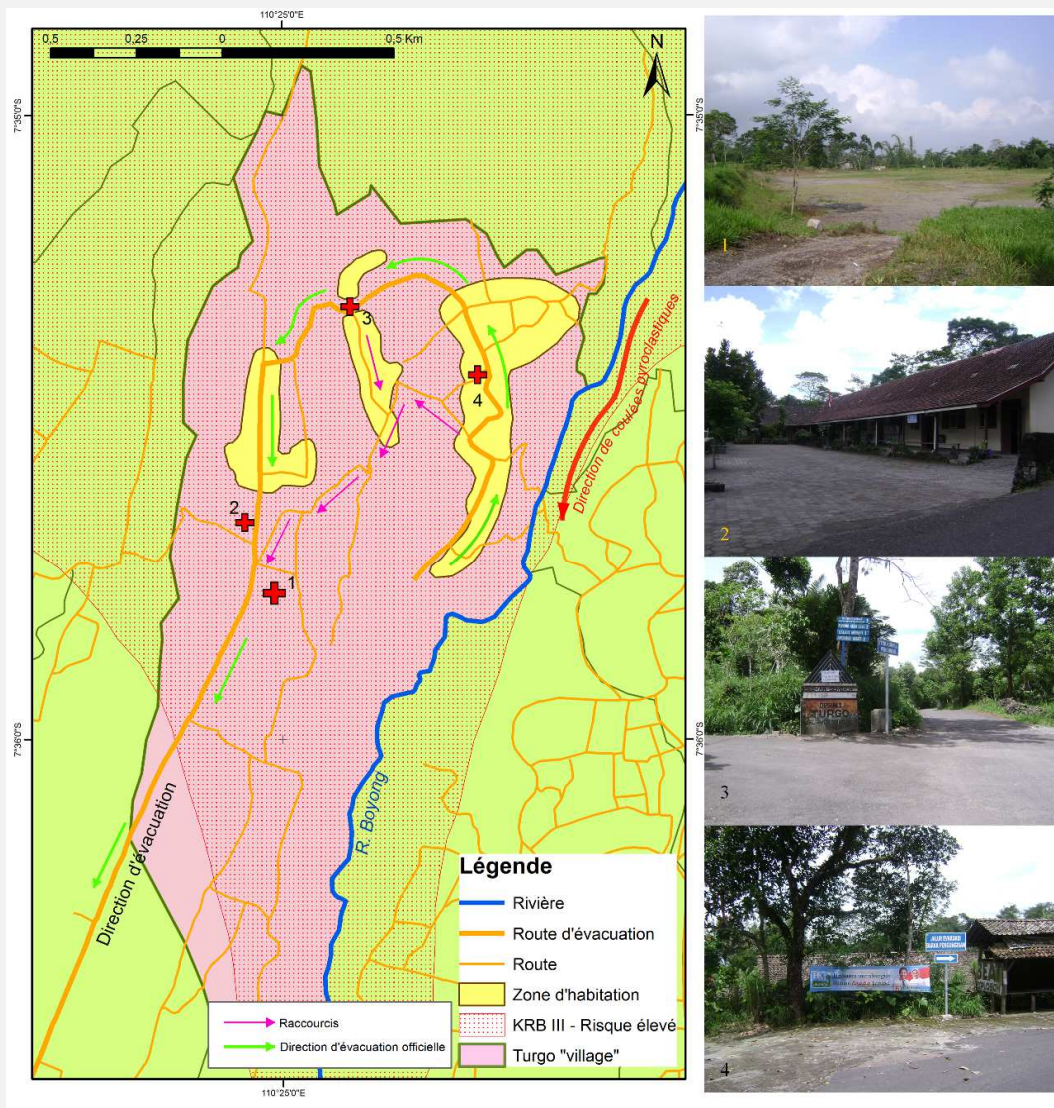 110°25'0"E
0,5 0,25 0 0,5 Km
N
7°35'0"S
7°35'0"S
3
4
2
1
Direction de coulées pyroclastiques
7°36'0"S
7°36'0"S
Direction d'évacuation
R. Boyong
Légende
Rivière
Route d'évacuation
Route
Zone d'habitation
KRB III - Risque élevé
Turgo "village"
Raccourcis
Direction d'évacuation officielle
110°25'0"E
1
2
TURGO
3
JALUR EVAKUASI
4